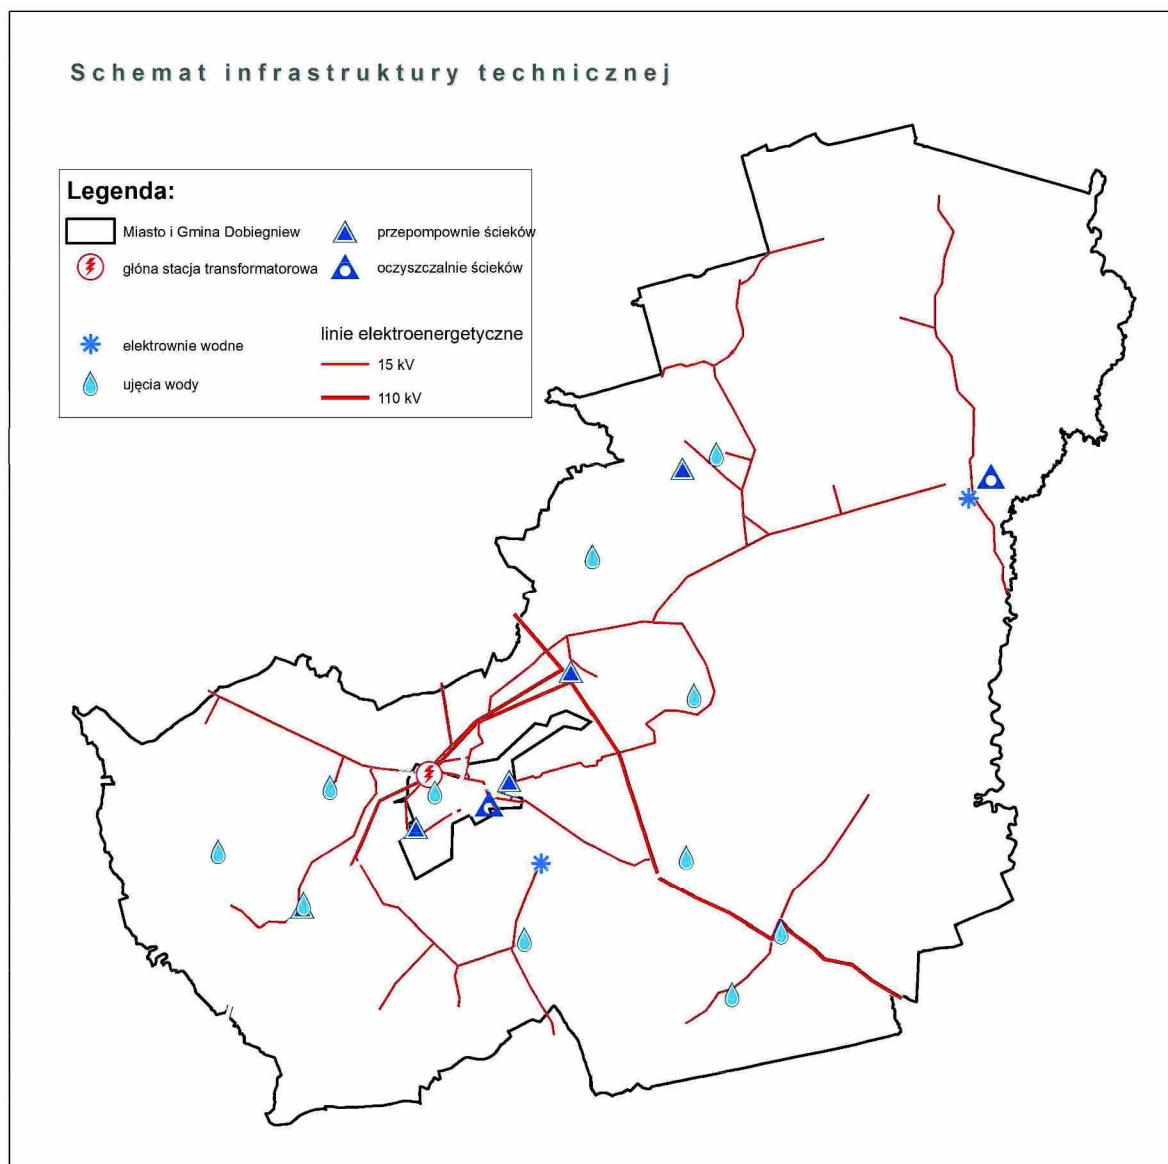 Schemat infrastruktury technicznej
Legenda:
Miasto i Gmina Dobiegniew
przepompownie ścieków
głóna stacja transformatorowa
oczyszczalnie ścieków
elektrownie wodne
linie elektroenergetyczne
15 kV
ujęcia wody
110 kV